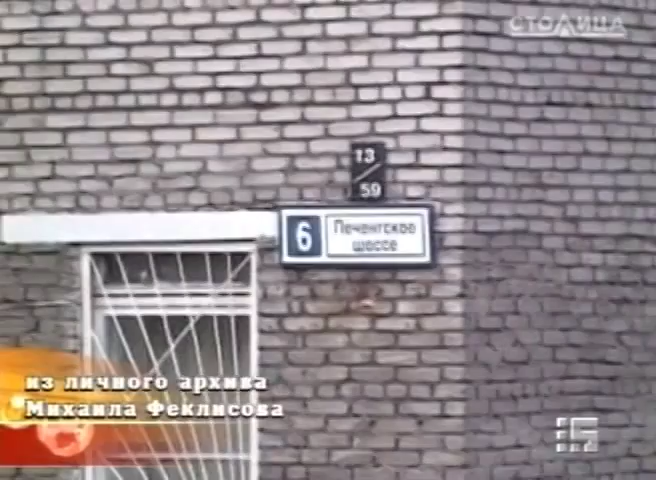 СТОЛИЦА
13
59
6
Печенгское
шоссе
из личного архива
Михаила Феклисова